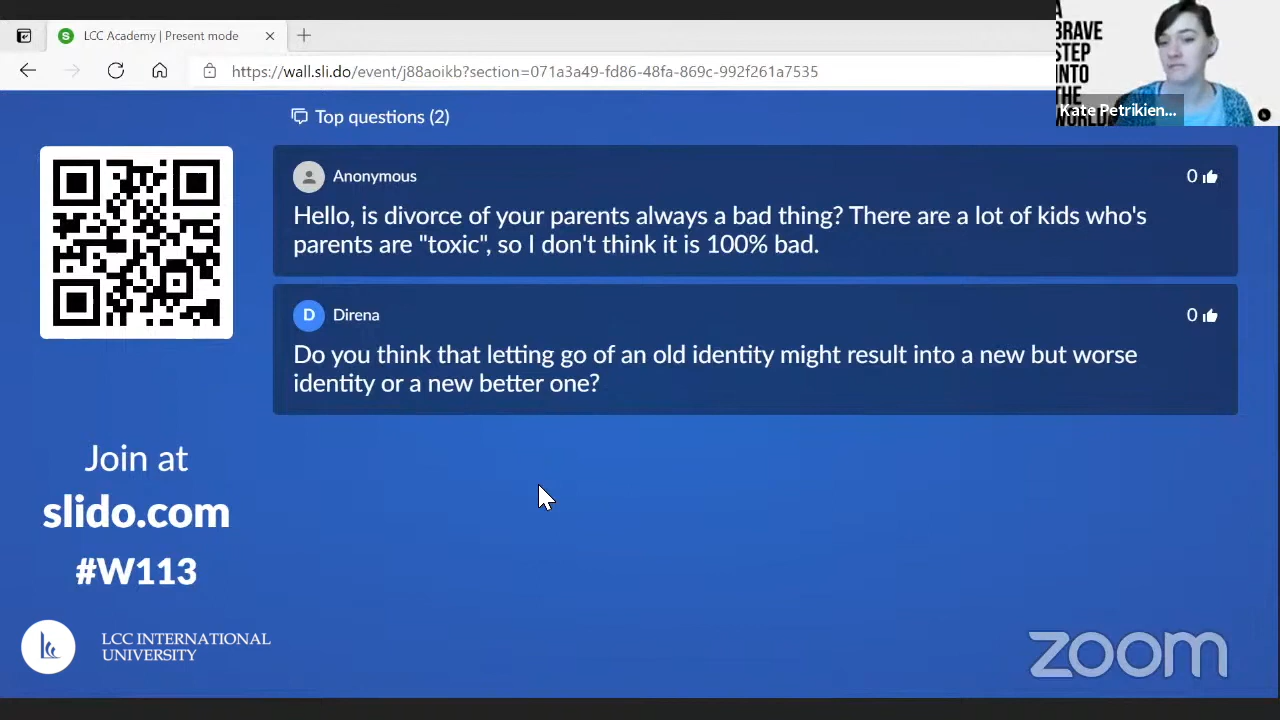 LCC Academy | Present mode
https://wall.sli.do/event/j88aoikb?section=071a3a49-fd86-48fa-869c-992f261a7535
A
BRAVE
STEP
INTO
THE
WORLD
Kate Petrikien...
Top questions (2)
Anonymous
0
Hello, is divorce of your parents always a bad thing? There are a lot of kids who's
parents are "toxic", so I don't think it is 100% bad.
D
Direna
0
Do you think that letting go of an old identity might result into a new but worse
identity or a new better one?
Join at
slido.com
#W113
LCC INTERNATIONAL
UNIVERSITY
zoom